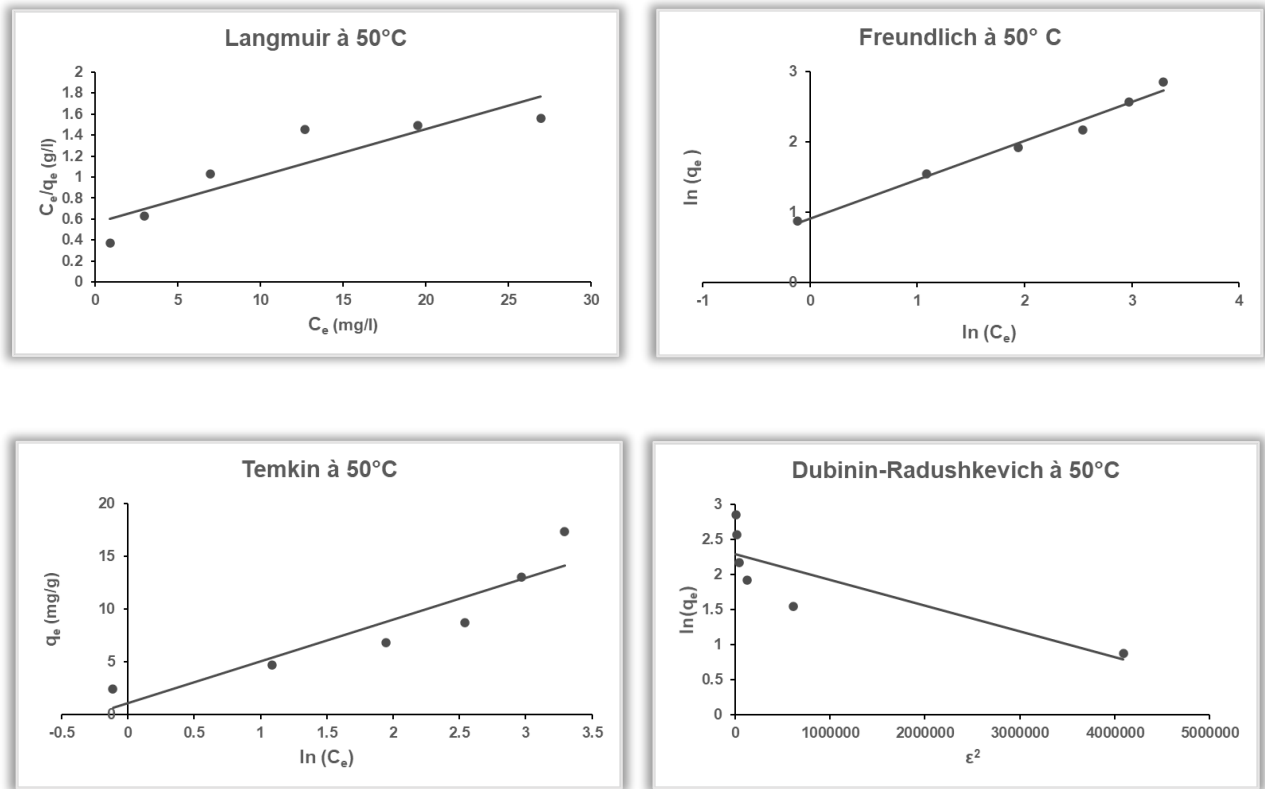 Langmuir à 50°C
2
1.8
1.6
1.4
1.2
1
0.8
0.6
0.4
0.2
0
Cₑ/qₑ (g/l)
0 5 10 15 20 25 30
Cₑ (mg/l)
Freundlich à 50° C
3
2
1
0
ln (qₑ )
-1 0 1 2 3 4
ln (Cₑ)
Temkin à 50°C
20
15
10
5
0
qₑ (mg/g)
-0.5 0 0.5 1 1.5 2 2.5 3 3.5
ln (Cₑ)
Dubinin-Radushkevich à 50°C
3
2.5
2
1.5
1
0.5
0
ln(qₑ)
0 1000000 2000000 3000000 4000000 5000000
ε²